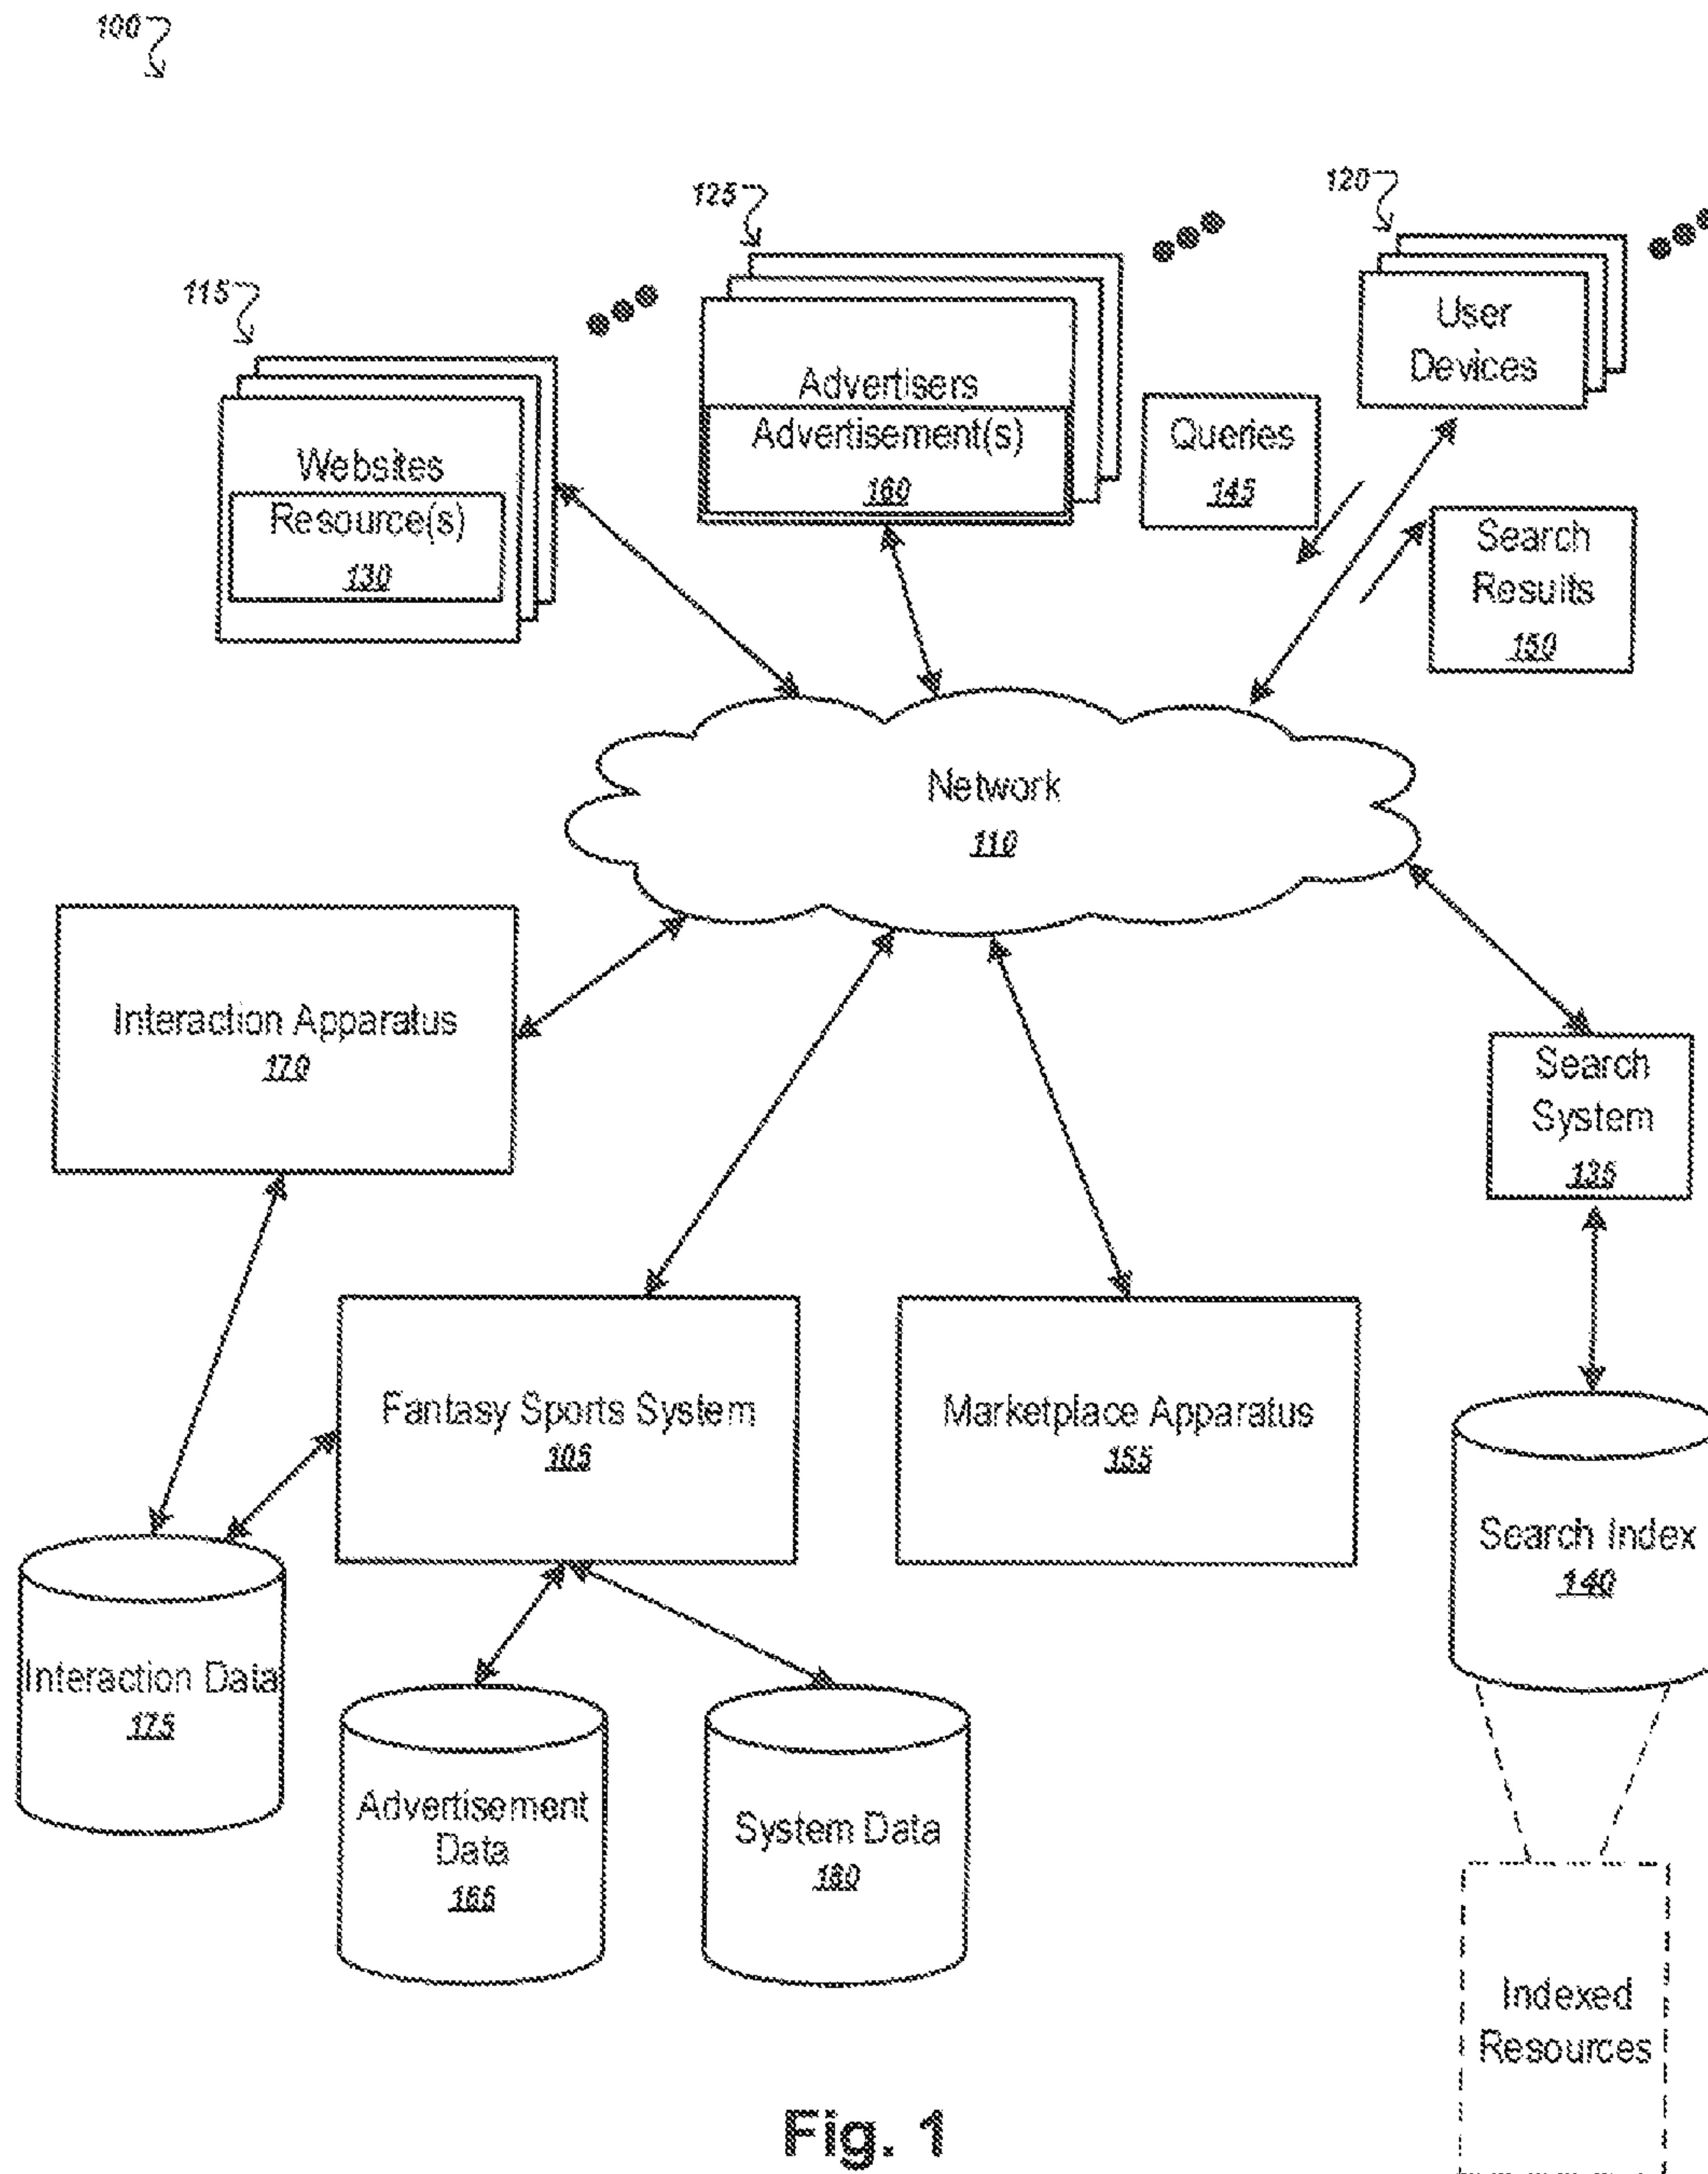 100
125
120
115
User
Devices
Advertisers
Advertisement(s)
160
Queries
145
Websites
Resource(s)
130
Search
Results
150
Network
110
Interaction Apparatus
170
Search
System
135
Fantasy Sports System
105
Marketplace Apparatus
155
Search Index
140
Interaction Data
175
Advertisement
Data
165
System Data
180
Indexed
Resources
Fig. 1